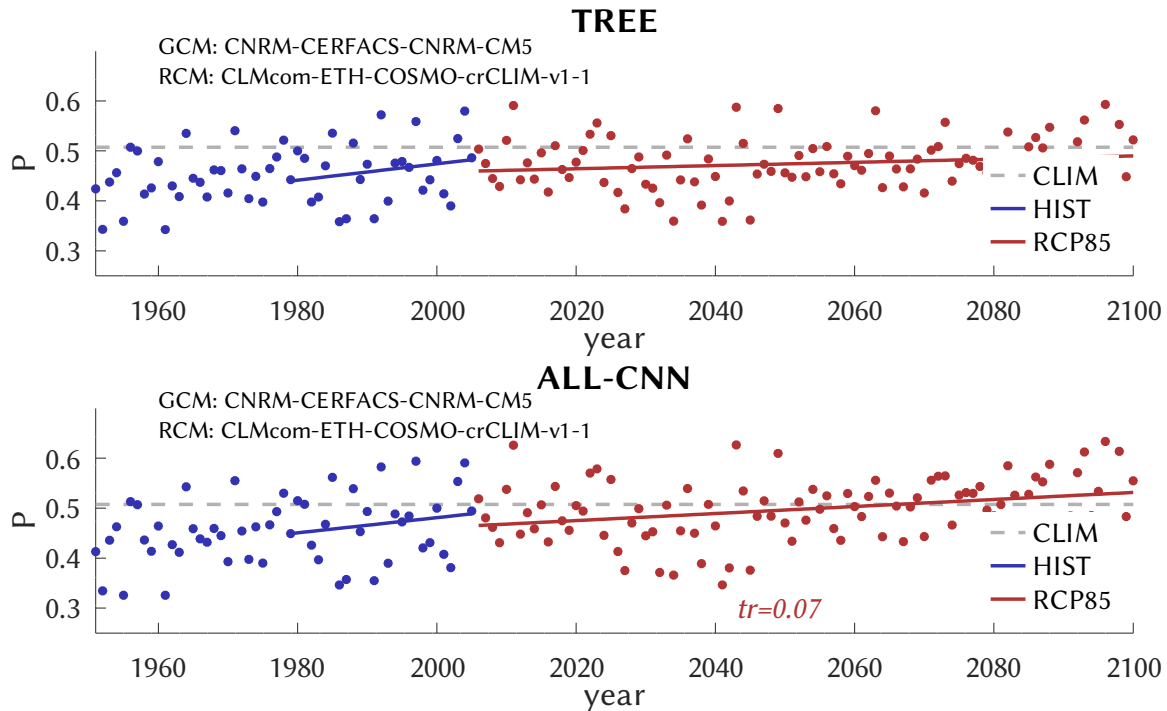 TREE
GCM: CNRM-CERFACS-CNRM-CM5
RCM: CLMcom-ETH-COSMO-crCLIM-v1-1
0.6
0.5
0.4
0.3
P
CLIM
HIST
RCP85
1960 1980 2000 2020 2040 2060 2080 2100
year
ALL-CNN
GCM: CNRM-CERFACS-CNRM-CM5
RCM: CLMcom-ETH-COSMO-crCLIM-v1-1
0.6
0.5
0.4
0.3
P
CLIM
HIST
RCP85
tr=0.07
1960 1980 2000 2020 2040 2060 2080 2100
year